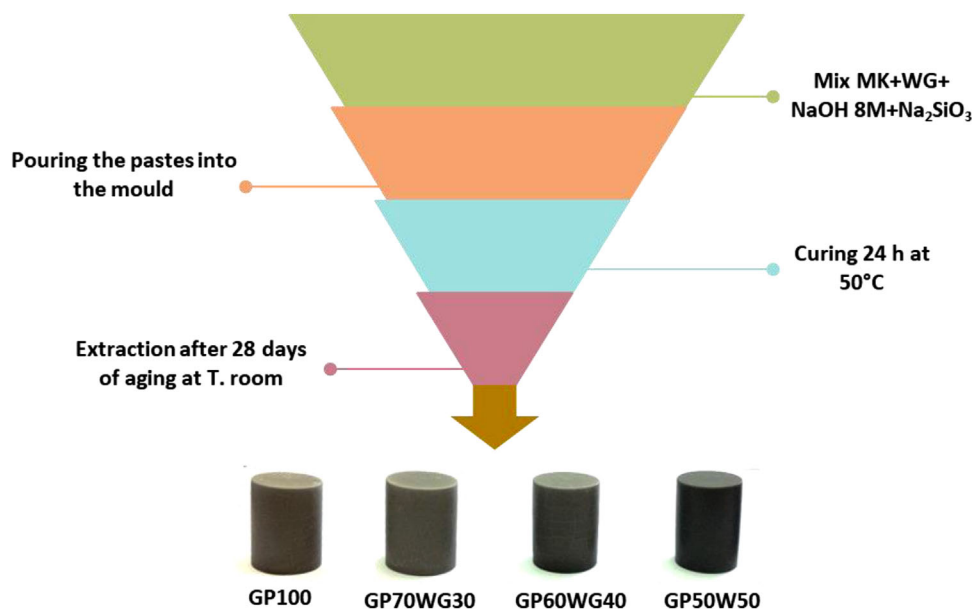 Mix MK+WG+
NaOH 8M+Na₂SiO₃
Pouring the pastes into
the mould
Curing 24 h at
50°C
Extraction after 28 days
of aging at T. room
GP100
GP70WG30
GP60WG40
GP50W50